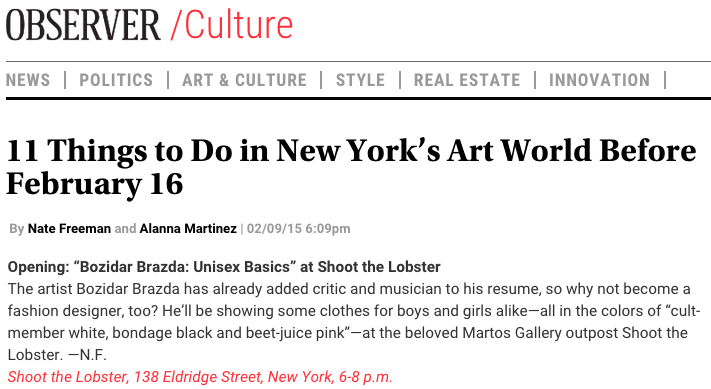 OBSERVER /Culture
NEWS | POLITICS | ART & CULTURE | STYLE | REAL ESTATE | INNOVATION |
11 Things to Do in New York’s Art World Before
February 16
By Nate Freeman and Alanna Martinez | 02/09/15 6:09pm
Opening: “Bozidar Brazda: Unisex Basics” at Shoot the Lobster
The artist Bozidar Brazda has already added critic and musician to his resume, so why not become a
fashion designer, too? He’ll be showing some clothes for boys and girls alike—all in the colors of “cult-
member white, bondage black and beet-juice pink”—at the beloved Martos Gallery outpost Shoot the
Lobster. —N.F.
Shoot the Lobster, 138 Eldridge Street, New York, 6-8 p.m.